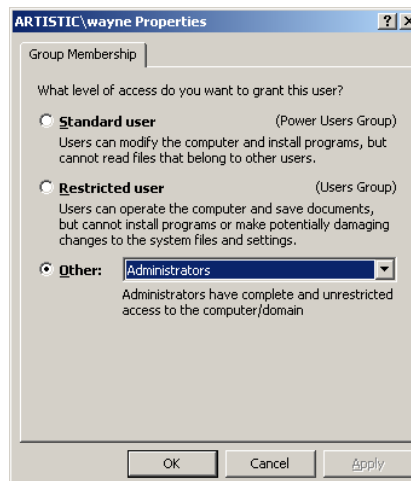 ARTISTIC\wayne Properties
Group Membership
What level of access do you want to grant this user?
Standard user (Power Users Group)
Users can modify the computer and install programs, but
cannot read files that belong to other users.
Restricted user (Users Group)
Users can operate the computer and save documents,
but cannot install programs or make potentially damaging
changes to the system files and settings.
Other: Administrators
Administrators have complete and unrestricted
access to the computer/domain
OK Cancel Apply